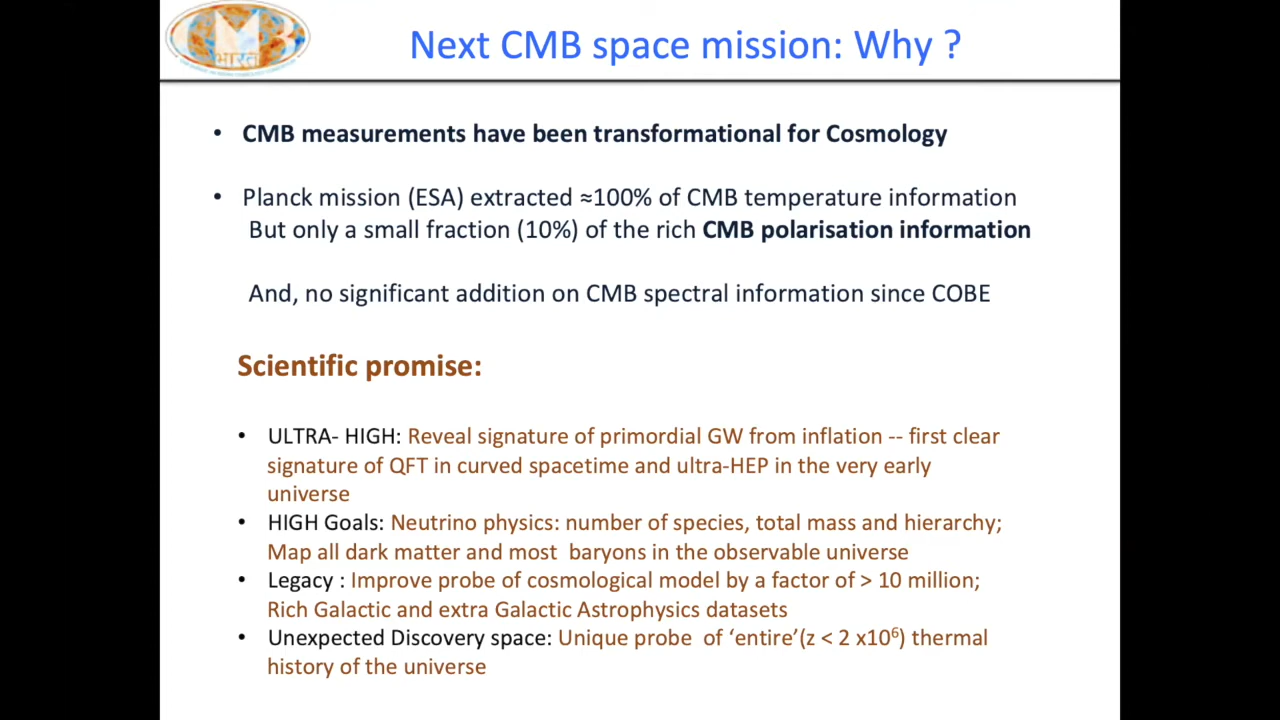 CMB
भारत
Next CMB space mission: Why ?
• CMB measurements have been transformational for Cosmology
• Planck mission (ESA) extracted ≈100% of CMB temperature information
But only a small fraction (10%) of the rich CMB polarisation information
And, no significant addition on CMB spectral information since COBE
Scientific promise:
• ULTRA- HIGH: Reveal signature of primordial GW from inflation -- first clear
signature of QFT in curved spacetime and ultra-HEP in the very early
universe
• HIGH Goals: Neutrino physics: number of species, total mass and hierarchy;
Map all dark matter and most baryons in the observable universe
• Legacy : Improve probe of cosmological model by a factor of > 10 million;
Rich Galactic and extra Galactic Astrophysics datasets
• Unexpected Discovery space: Unique probe of ‘entire’(z < 2 x10⁶) thermal
history of the universe